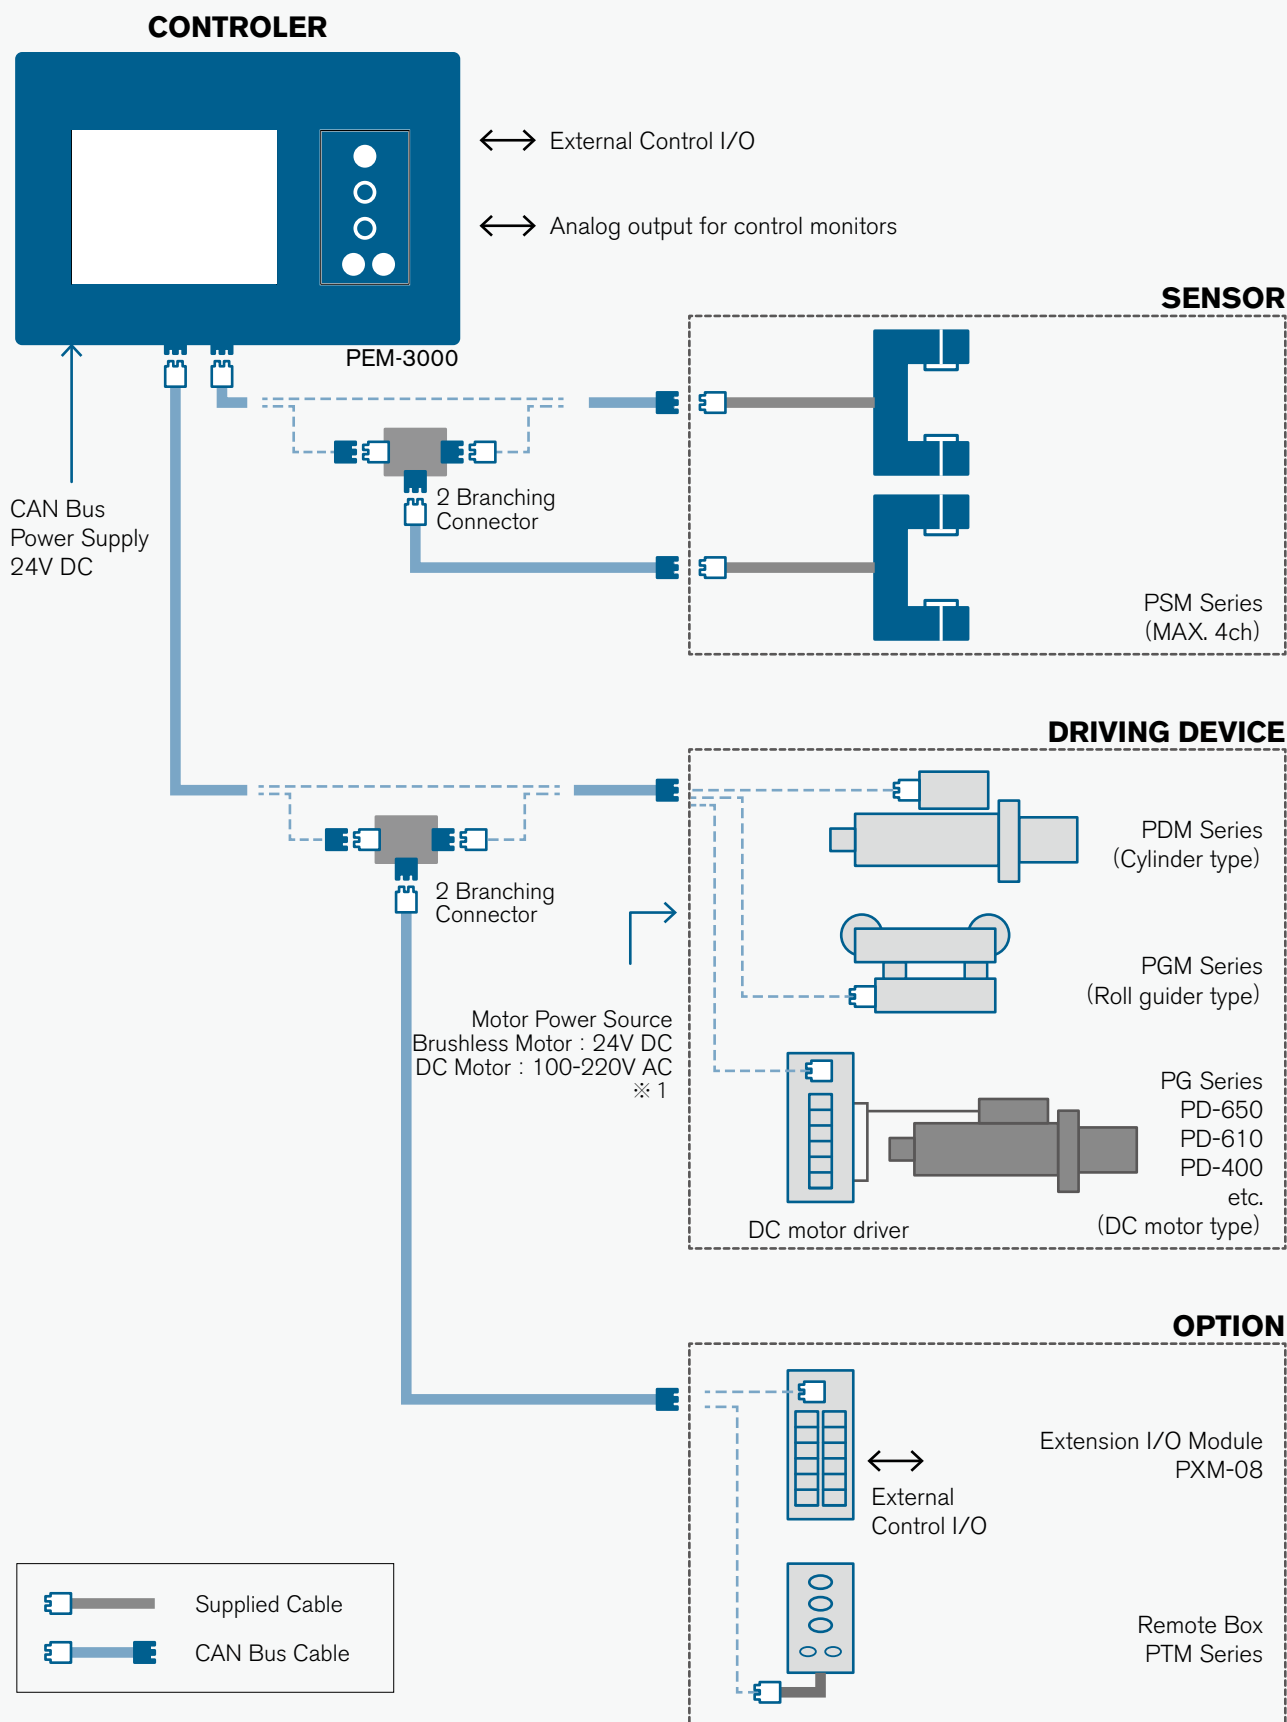 CONTROLER
External Control I/O
Analog output for control monitors
PEM-3000
SENSOR
CAN Bus
Power Supply
24V DC
2 Branching
Connector
PSM Series
(MAX. 4ch)
DRIVING DEVICE
PDM Series
(Cylinder type)
2 Branching
Connector
PGM Series
(Roll guider type)
Motor Power Source
Brushless Motor : 24V DC
DC Motor : 100-220V AC
※1
PG Series
PD-650
PD-610
PD-400
etc.
(DC motor type)
DC motor driver
OPTION
Extension I/O Module
PXM-08
External
Control I/O
Remote Box
PTM Series
Supplied Cable
CAN Bus Cable